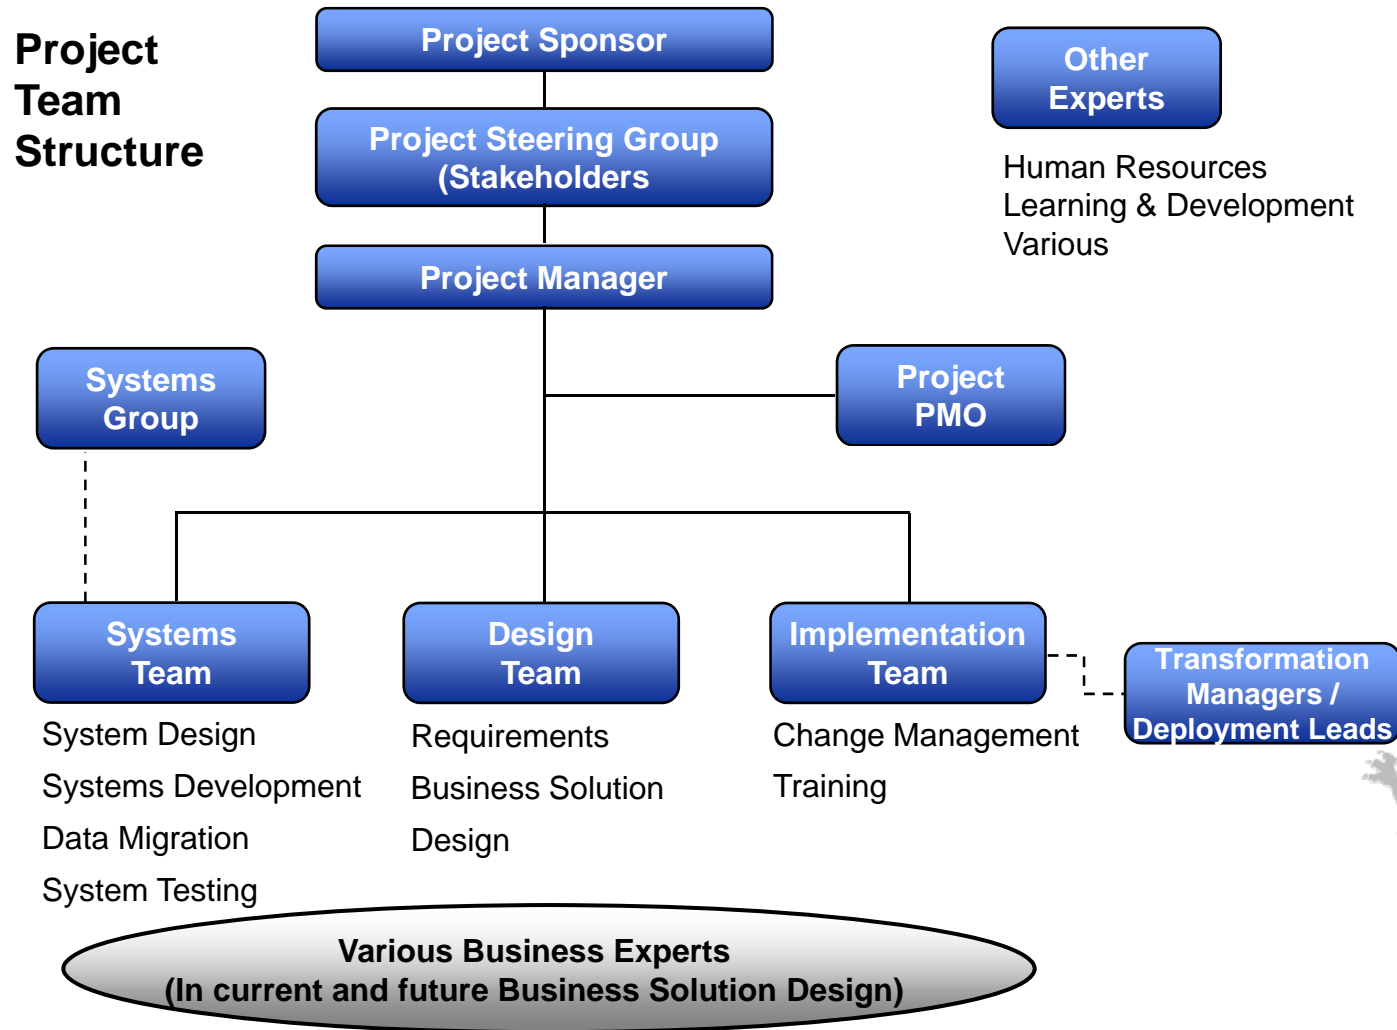 Project
Team
Structure
Project Sponsor
Other
Experts
Project Steering Group
(Stakeholders
Human Resources
Learning & Development
Various
Project Manager
Systems
Group
Project
PMO
Systems
Team
Design
Team
Implementation
Team
Transformation
Managers /
Deployment Leads
System Design
Systems Development
Data Migration
System Testing
Requirements
Business Solution
Design
Change Management
Training
Various Business Experts
(In current and future Business Solution Design)